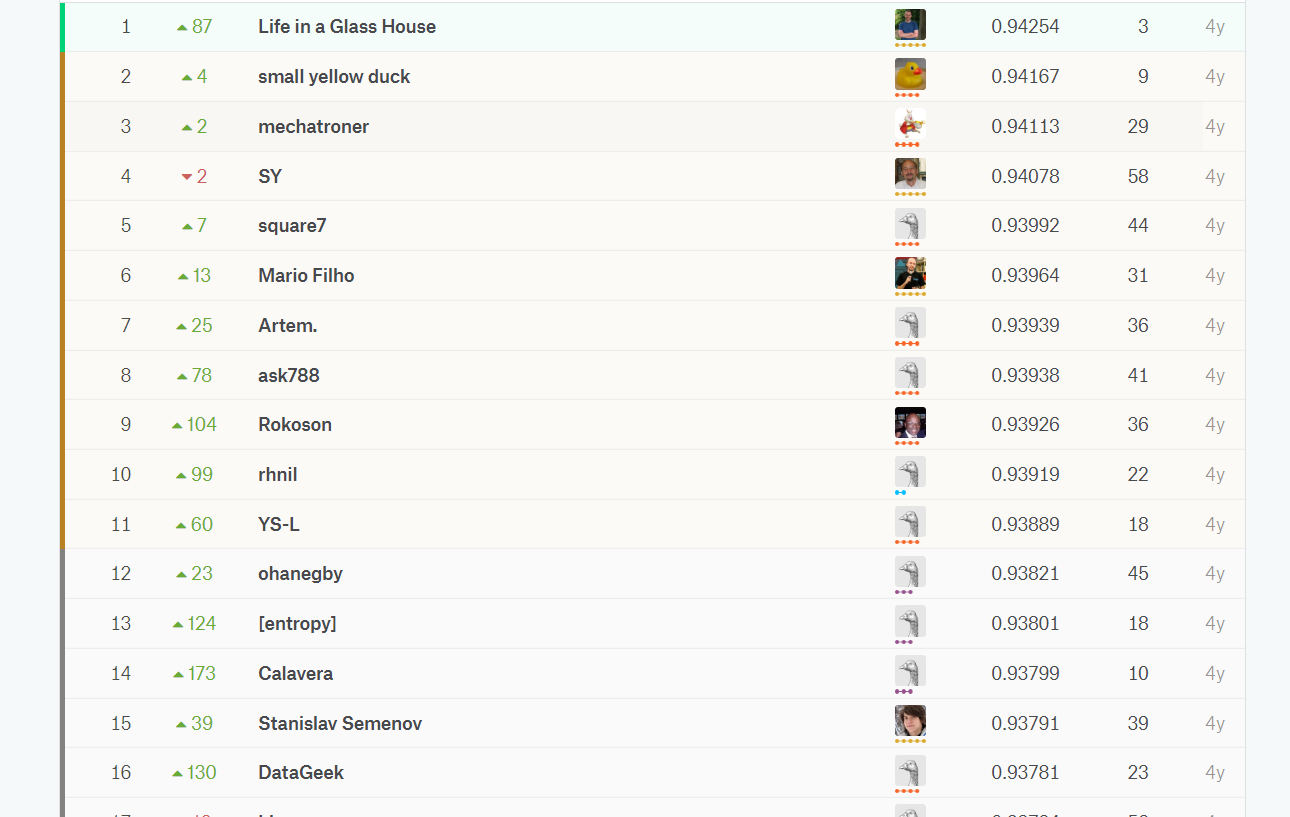 1 87 Life in a Glass House 0.94254 3 4y
2 4 small yellow duck 0.94167 9 4y
3 2 mechatroner 0.94113 29 4y
4 2 SY 0.94078 58 4y
5 7 square7 0.93992 44 4y
6 13 Mario Filho 0.93964 31 4y
7 25 Artem. 0.93939 36 4y
8 78 ask788 0.93938 41 4y
9 104 Rokoson 0.93926 36 4y
10 99 rhnil 0.93919 22 4y
11 60 YS-L 0.93889 18 4y
12 23 ohanegby 0.93821 45 4y
13 124 [entropy] 0.93801 18 4y
14 173 Calavera 0.93799 10 4y
15 39 Stanislav Semenov 0.93791 39 4y
16 130 DataGeek 0.93781 23 4y